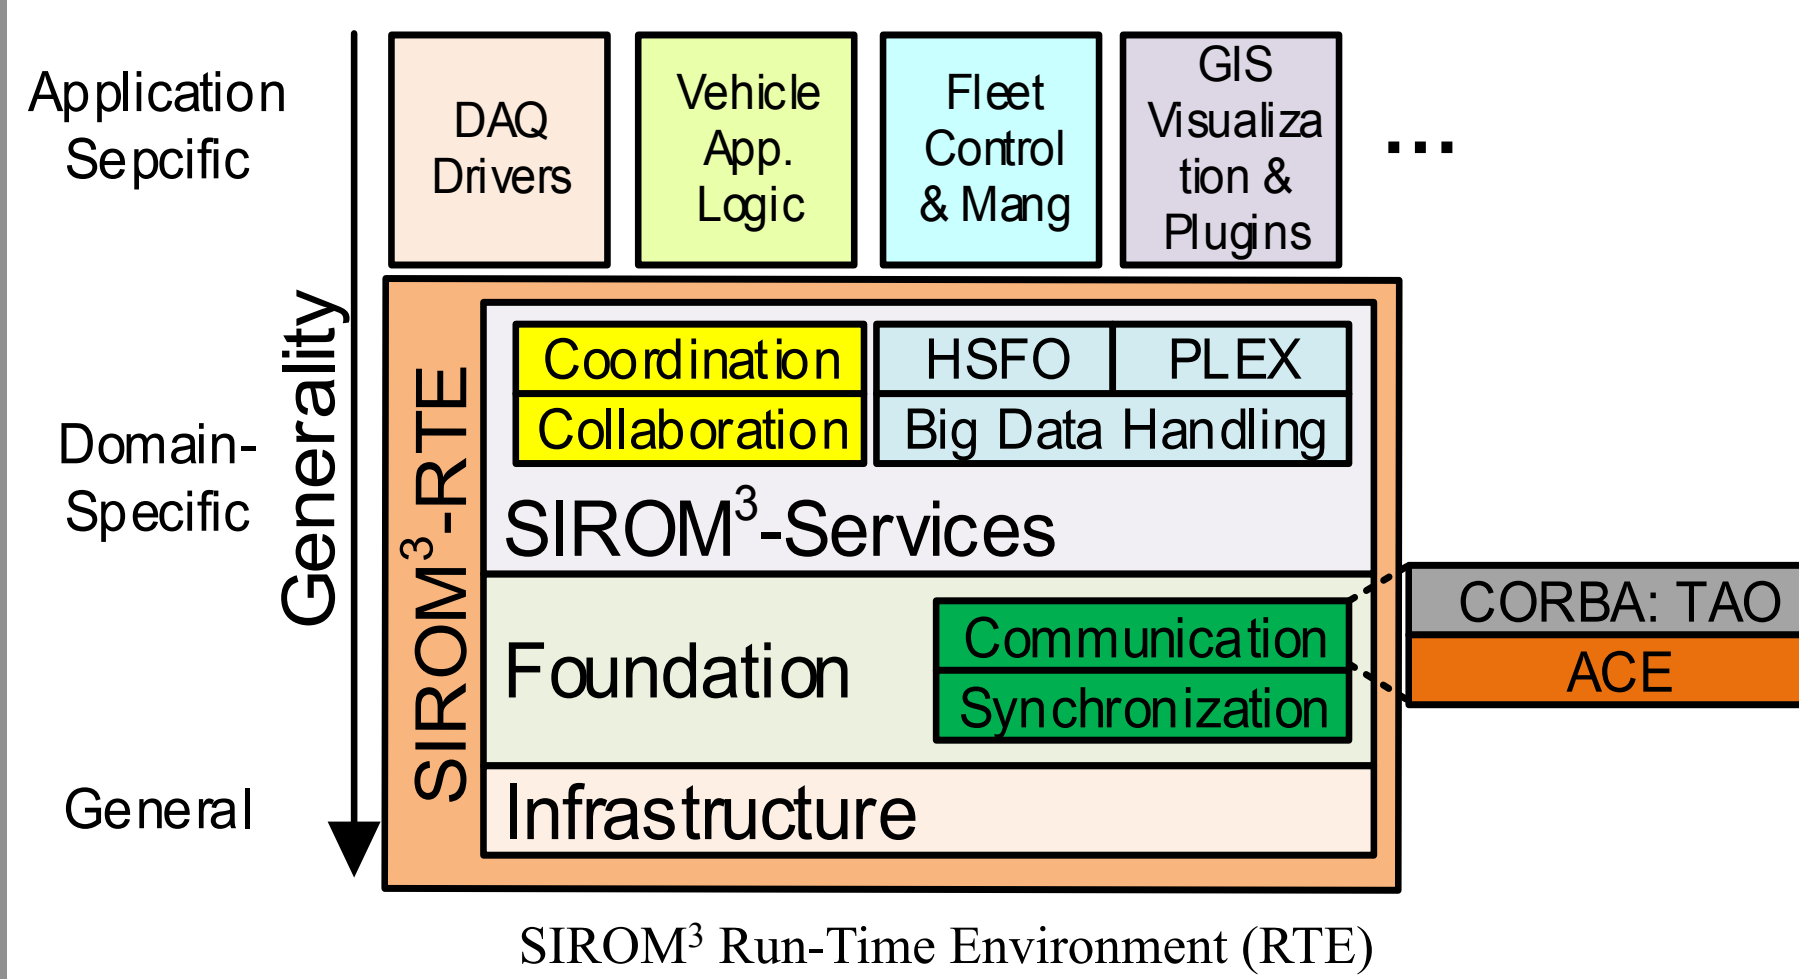 Application
Sepcific
DAQ
Drivers
Vehicle
App.
Logic
Fleet
Control
& Mang
GIS
Visualiza
tion &
Plugins
...
Generality
Domain-
Specific
General
SIROM³-RTE
Coordination
Collaboration
HSFO
PLEX
Big Data Handling
SIROM³-Services
Foundation
Communication
Synchronization
CORBA: TAO
ACE
Infrastructure
SIROM³ Run-Time Environment (RTE)